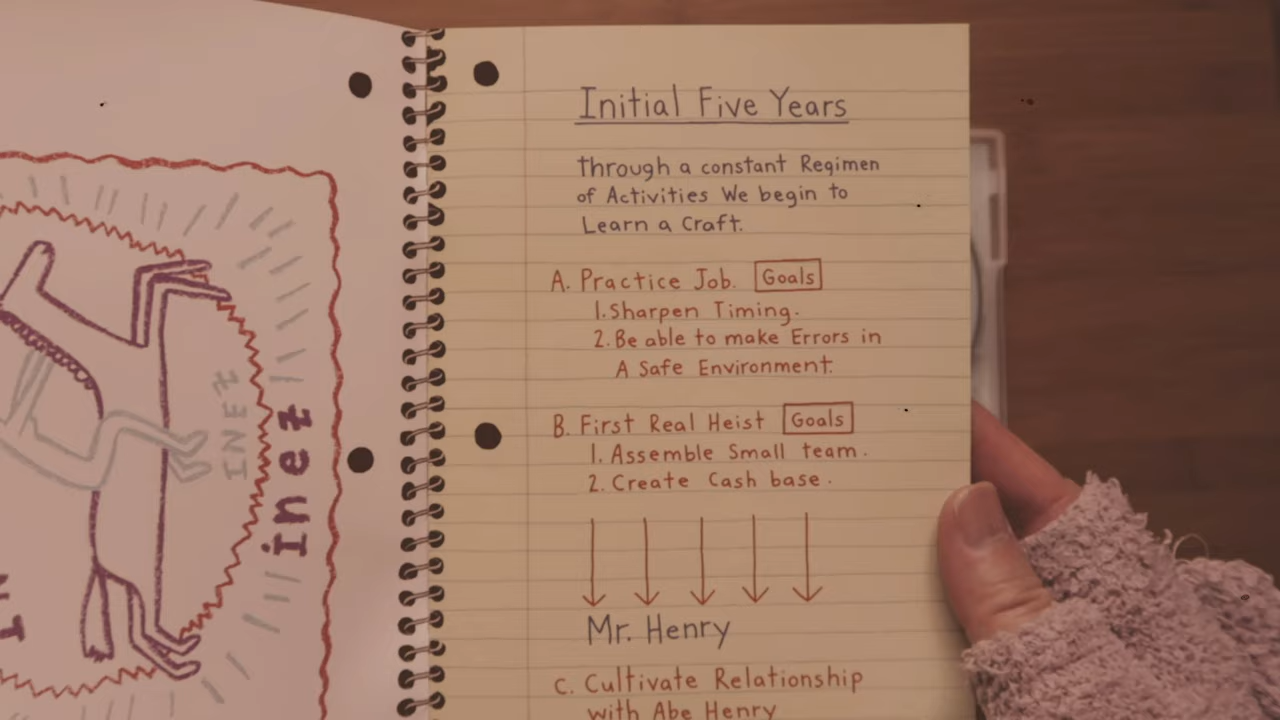 Initial Five Years
through a constant Regimen
of Activities We begin to
Learn a Craft.
A. Practice Job. Goals
1. Sharpen Timing.
2. Be able to make Errors in
A Safe Environment.
B. First Real Heist Goals
1. Assemble Small team.
2. Create Cash base.
Mr. Henry
C. Cultivate Relationship
with Abe Henry
INEZ
inez